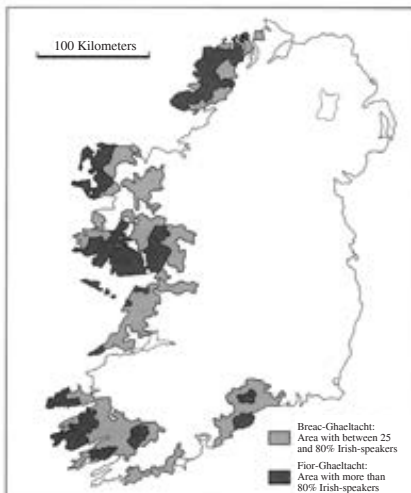 100 Kilometers
Breac-Ghaeltacht:
Area with between 25
and 80% Irish-speakers
Fior-Ghaeltacht:
Area with more than
80% Irish-speakers